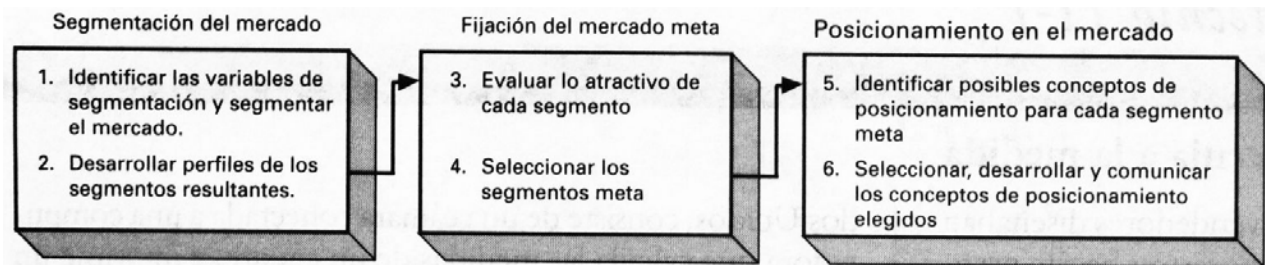 Segmentación del mercado
1. Identificar las variables de
segmentación y segmentar
el mercado.
2. Desarrollar perfiles de los
segmentos resultantes.
Fijación del mercado meta
3. Evaluar lo atractivo de
cada segmento
4. Seleccionar los
segmentos meta
Posicionamiento en el mercado
5. Identificar posibles conceptos de
posicionamiento para cada segmento
meta
6. Seleccionar, desarrollar y comunicar
los conceptos de posicionamiento
elegidos